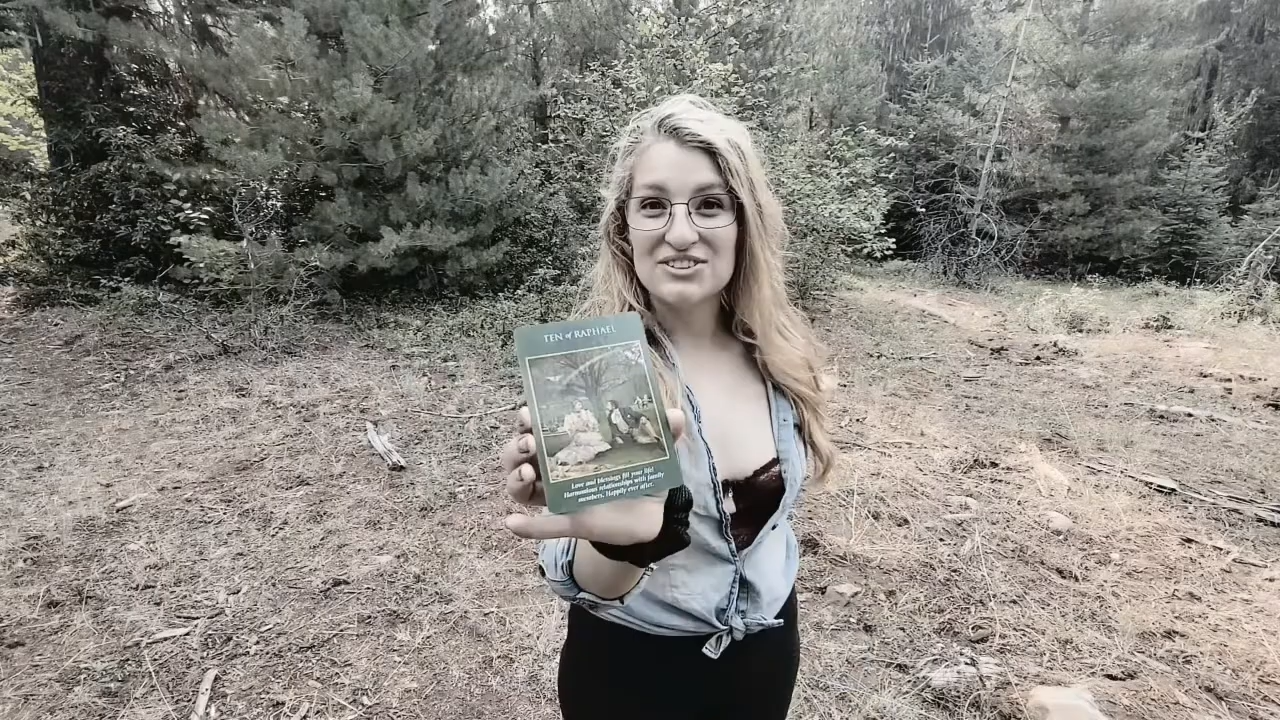 TEN of RAPHAEL
Love and blessings fill your life!
Harmonious relationships with family
members. Happily ever after.